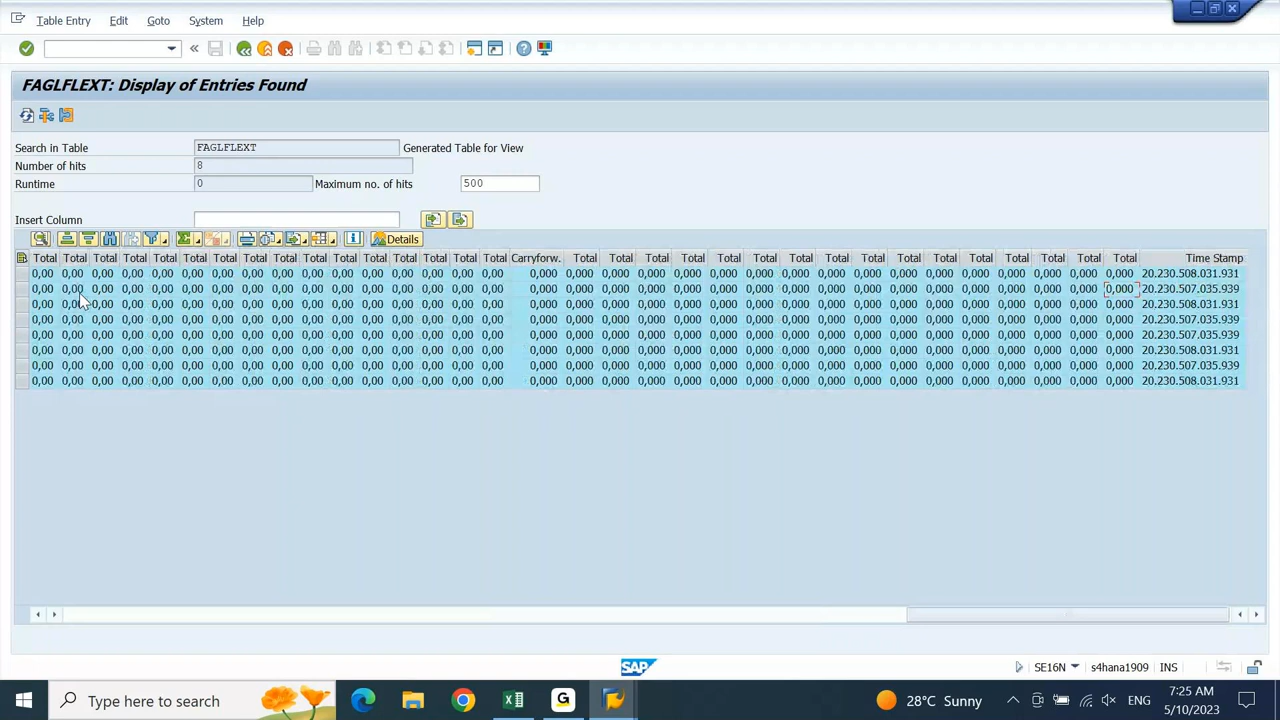 Table Entry Edit Goto System Help
FAGLFLEXT: Display of Entries Found
Search in Table FAGLFLEXT Generated Table for View
Number of hits 8
Runtime 0 Maximum no. of hits 500
Insert Column
Details
Total Total Total Total Total Total Total Total Total Total Total Total Total Total Total Total Carryforw. Total Total Total Total Total Total Total Total Total Total Total Total Total Total Total Total Time Stamp
0,00 0,00 0,00 0,00 0,00 0,00 0,00 0,00 0,00 0,00 0,00 0,00 0,00 0,00 0,00 0,00 0,000 0,000 0,000 0,000 0,000 0,000 0,000 0,000 0,000 0,000 0,000 0,000 0,000 0,000 0,000 0,000 0,000 20.230.508.031.931
0,00 0,00 0,00 0,00 0,00 0,00 0,00 0,00 0,00 0,00 0,00 0,00 0,00 0,00 0,00 0,00 0,000 0,000 0,000 0,000 0,000 0,000 0,000 0,000 0,000 0,000 0,000 0,000 0,000 0,000 0,000 0,000 0,000 20.230.507.035.939
0,00 0,00 0,00 0,00 0,00 0,00 0,00 0,00 0,00 0,00 0,00 0,00 0,00 0,00 0,00 0,00 0,000 0,000 0,000 0,000 0,000 0,000 0,000 0,000 0,000 0,000 0,000 0,000 0,000 0,000 0,000 0,000 0,000 20.230.508.031.931
0,00 0,00 0,00 0,00 0,00 0,00 0,00 0,00 0,00 0,00 0,00 0,00 0,00 0,00 0,00 0,00 0,000 0,000 0,000 0,000 0,000 0,000 0,000 0,000 0,000 0,000 0,000 0,000 0,000 0,000 0,000 0,000 0,000 20.230.507.035.939
0,00 0,00 0,00 0,00 0,00 0,00 0,00 0,00 0,00 0,00 0,00 0,00 0,00 0,00 0,00 0,00 0,000 0,000 0,000 0,000 0,000 0,000 0,000 0,000 0,000 0,000 0,000 0,000 0,000 0,000 0,000 0,000 0,000 20.230.507.035.939
0,00 0,00 0,00 0,00 0,00 0,00 0,00 0,00 0,00 0,00 0,00 0,00 0,00 0,00 0,00 0,00 0,000 0,000 0,000 0,000 0,000 0,000 0,000 0,000 0,000 0,000 0,000 0,000 0,000 0,000 0,000 0,000 0,000 20.230.508.031.931
0,00 0,00 0,00 0,00 0,00 0,00 0,00 0,00 0,00 0,00 0,00 0,00 0,00 0,00 0,00 0,00 0,000 0,000 0,000 0,000 0,000 0,000 0,000 0,000 0,000 0,000 0,000 0,000 0,000 0,000 0,000 0,000 0,000 20.230.507.035.939
0,00 0,00 0,00 0,00 0,00 0,00 0,00 0,00 0,00 0,00 0,00 0,00 0,00 0,00 0,00 0,00 0,000 0,000 0,000 0,000 0,000 0,000 0,000 0,000 0,000 0,000 0,000 0,000 0,000 0,000 0,000 0,000 0,000 20.230.508.031.931
SAP SE16N s4hana1909 INS
Type here to search 28°C Sunny ENG 7:25 AM
5/10/2023